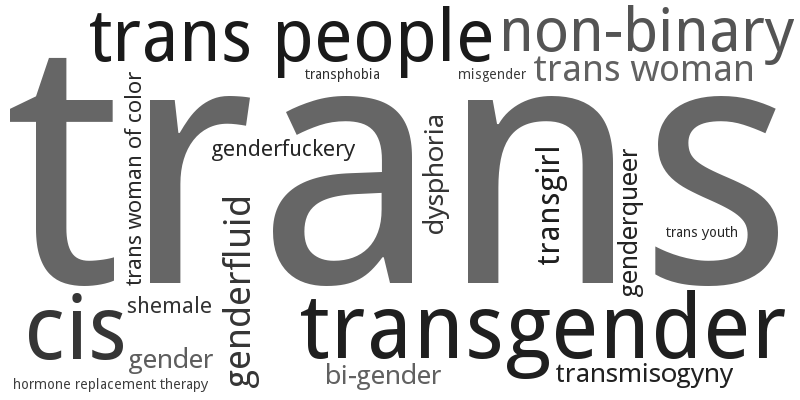 trans people
non-binary
transphobia
misgender
trans woman
trans
trans woman of color
genderfuckery
dysphoria
transgirl
genderqueer
trans youth
genderfluid
cis
shemale
transgender
gender
bi-gender
transmisogyny
hormone replacement therapy